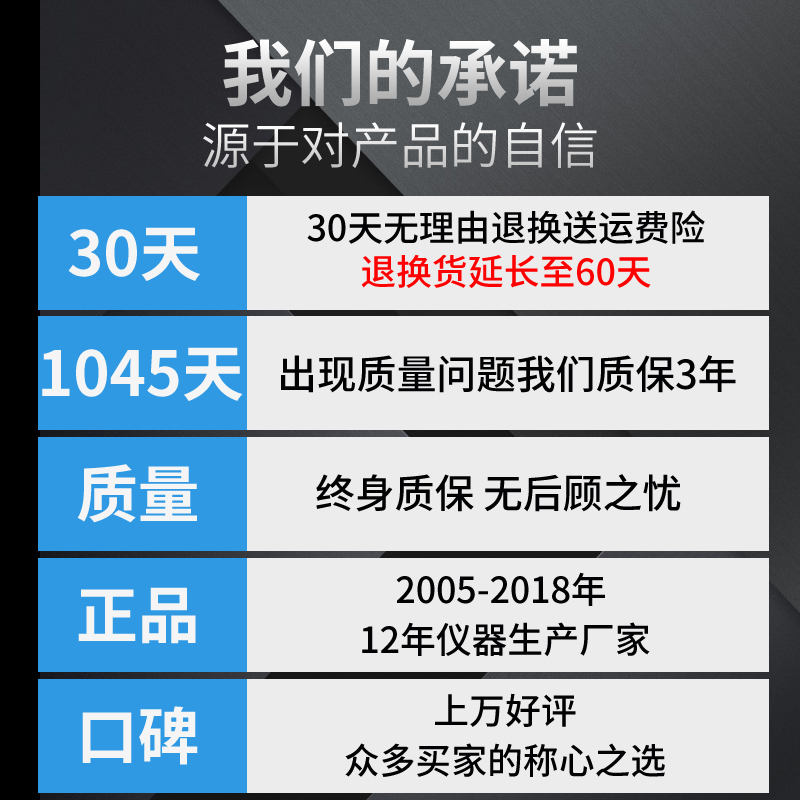 我们的承诺
源于对产品的自信
30天
30天无理由退换送运费险
退换货延长至60天
1045天
出现质量问题我们质保3年
质量
终身质保 无后顾之忧
正品
2005-2018年
12年仪器生产厂家
口碑
上万好评
众多买家的称心之选